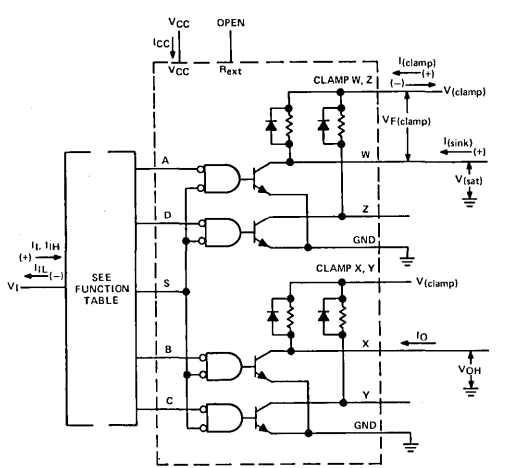 VCC OPEN
ICC
VCC Rext
CLAMP W, Z
I(clamp)
(−) (+)
V(clamp)
VF(clamp)
I(sink)
(+)
A W
V(sat)
D Z
GND
II, IIH
(+)
IIL (−)
VI
SEE
FUNCTION
TABLE
S
CLAMP X, Y
V(clamp)
B X
IO
VOH
C Y
GND